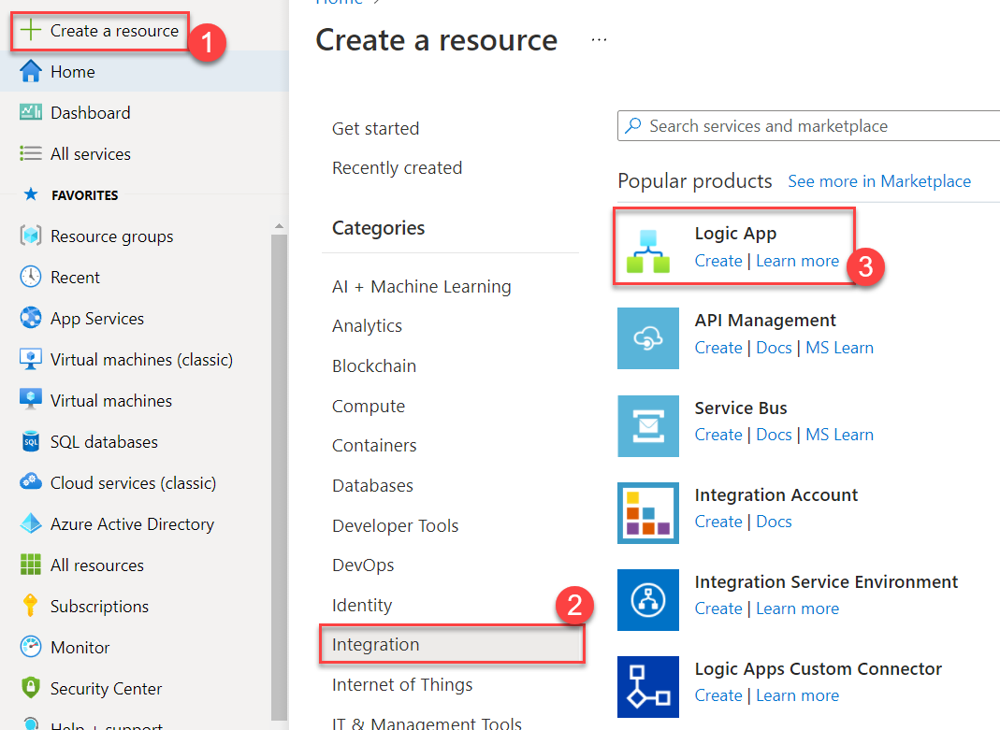 Create a resource
1
Home
Dashboard
All services
FAVORITES
Resource groups
Recent
App Services
Virtual machines (classic)
Virtual machines
SQL databases
Cloud services (classic)
Azure Active Directory
All resources
Subscriptions
Monitor
Security Center
Help + support
Home >
Create a resource ...
Get started
Recently created
Categories
AI + Machine Learning
Analytics
Blockchain
Compute
Containers
Databases
Developer Tools
DevOps
Identity
2
Integration
Internet of Things
IT & Management Tools
Search services and marketplace
Popular products See more in Marketplace
Logic App
Create | Learn more
3
API Management
Create | Docs | MS Learn
Service Bus
Create | Docs | MS Learn
Integration Account
Create | Docs
Integration Service Environment
Create | Learn more
Logic Apps Custom Connector
Create | Learn more